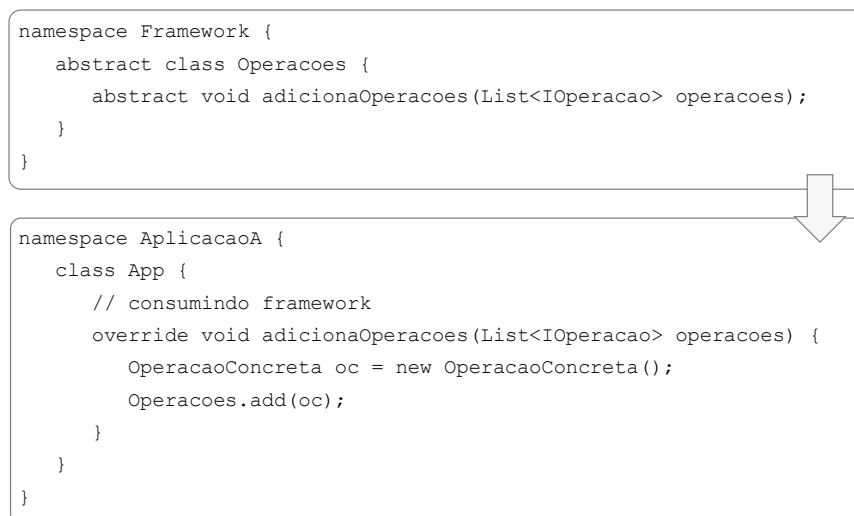 namespace Framework {
abstract class Operacoes {
abstract void adicionaOperacoes(List<IOperacao> operacoes);
}
}
namespace AplicacaoA {
class App {
// consumindo framework
override void adicionaOperacoes(List<IOperacao> operacoes) {
OperacaoConcreta oc = new OperacaoConcreta();
Operacoes.add(oc);
}
}
}